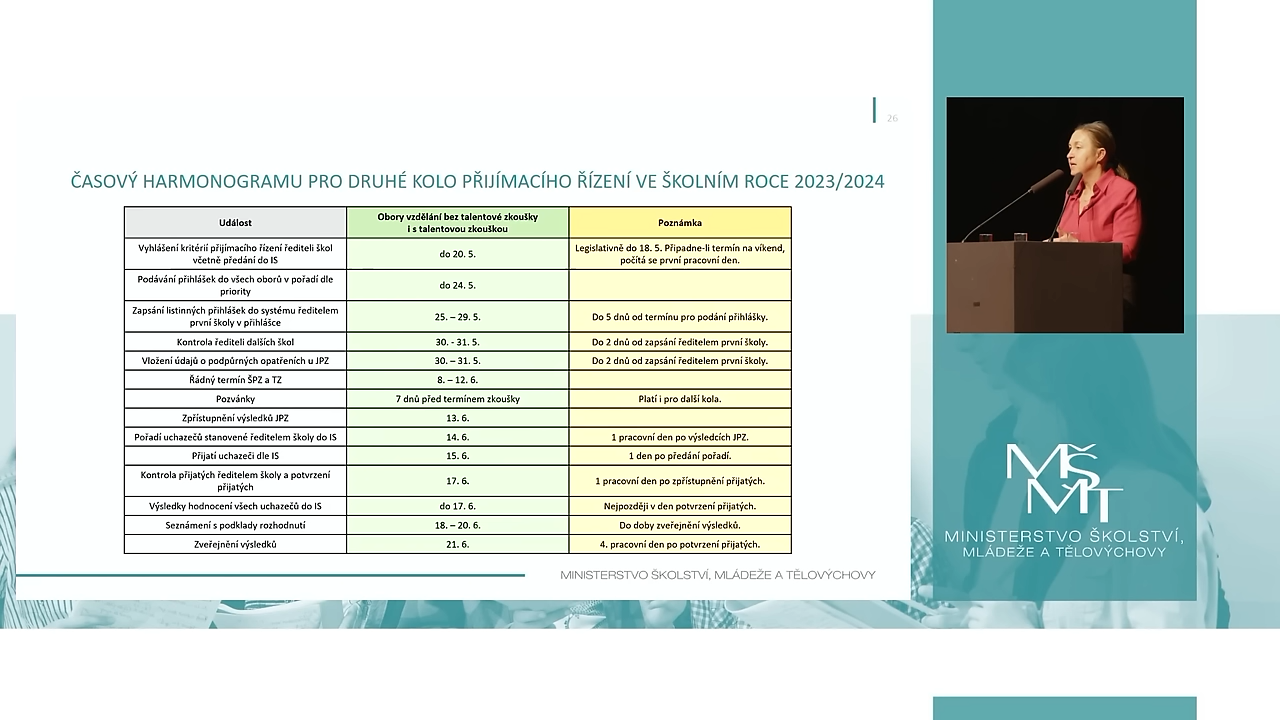 26
ČASOVÝ HARMONOGRAMU PRO DRUHÉ KOLO PŘIJÍMACÍHO ŘÍZENÍ VE ŠKOLNÍM ROCE 2023/2024
Událost
Obory vzdělání bez talentové zkoušky
i s talentovou zkouškou
Poznámka
Vyhlášení kritérií přijímacího řízení řediteli škol
včetně předání do IS
do 20. 5.
Legislativně do 18. 5. Připadne-li termín na víkend,
počítá se první pracovní den.
Podávání přihlášek do všech oborů v pořadí dle
priority
do 24. 5.
Zapsání listinných přihlášek do systému ředitelem
první školy v přihlášce
25. – 29. 5.
Do 5 dnů od termínu pro podání přihlášky.
Kontrola řediteli dalších škol
30. - 31. 5.
Do 2 dnů od zapsání ředitelem první školy.
Vložení údajů o podpůrných opatřeních u JPZ
30. – 31. 5.
Do 2 dnů od zapsání ředitelem první školy.
Řádný termín ŠPZ a TZ
8. – 12. 6.
Pozvánky
7 dnů před termínem zkoušky
Platí i pro další kola.
Zpřístupnění výsledků JPZ
13. 6.
Pořadí uchazečů stanovené ředitelem školy do IS
14. 6.
1 pracovní den po výsledcích JPZ.
Přijatí uchazeči dle IS
15. 6.
1 den po předání pořadí.
Kontrola přijatých ředitelem školy a potvrzení
přijatých
17. 6.
1 pracovní den po zpřístupnění přijatých.
Výsledky hodnocení všech uchazečů do IS
do 17. 6.
Nejpozději v den potvrzení přijatých.
Seznámení s podklady rozhodnutí
18. – 20. 6.
Do doby zveřejnění výsledků.
Zveřejnění výsledků
21. 6.
4. pracovní den po potvrzení přijatých.
MINISTERSTVO ŠKOLSTVÍ, MLÁDEŽE A TĚLOVÝCHOVY
MŠ
MT
MINISTERSTVO ŠKOLSTVÍ,
MLÁDEŽE A TĚLOVÝCHOVY